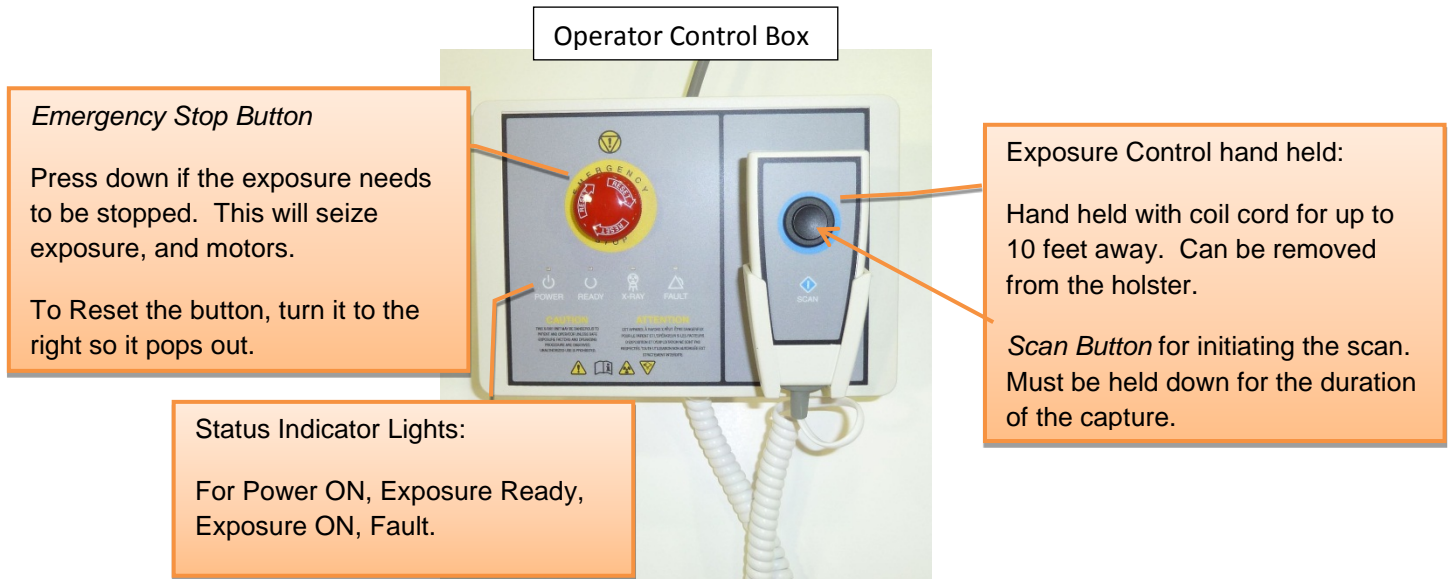 Operator Control Box
Emergency Stop Button
Press down if the exposure needs
to be stopped. This will seize
exposure, and motors.
To Reset the button, turn it to the
right so it pops out.
Status Indicator Lights:
For Power ON, Exposure Ready,
Exposure ON, Fault.
EMERGENCY
RESET
RESET
RESET
STOP
POWER READY X-RAY FAULT
CAUTION
ATTENTION
SCAN
Exposure Control hand held:
Hand held with coil cord for up to
10 feet away. Can be removed
from the holster.
Scan Button for initiating the scan.
Must be held down for the duration
of the capture.